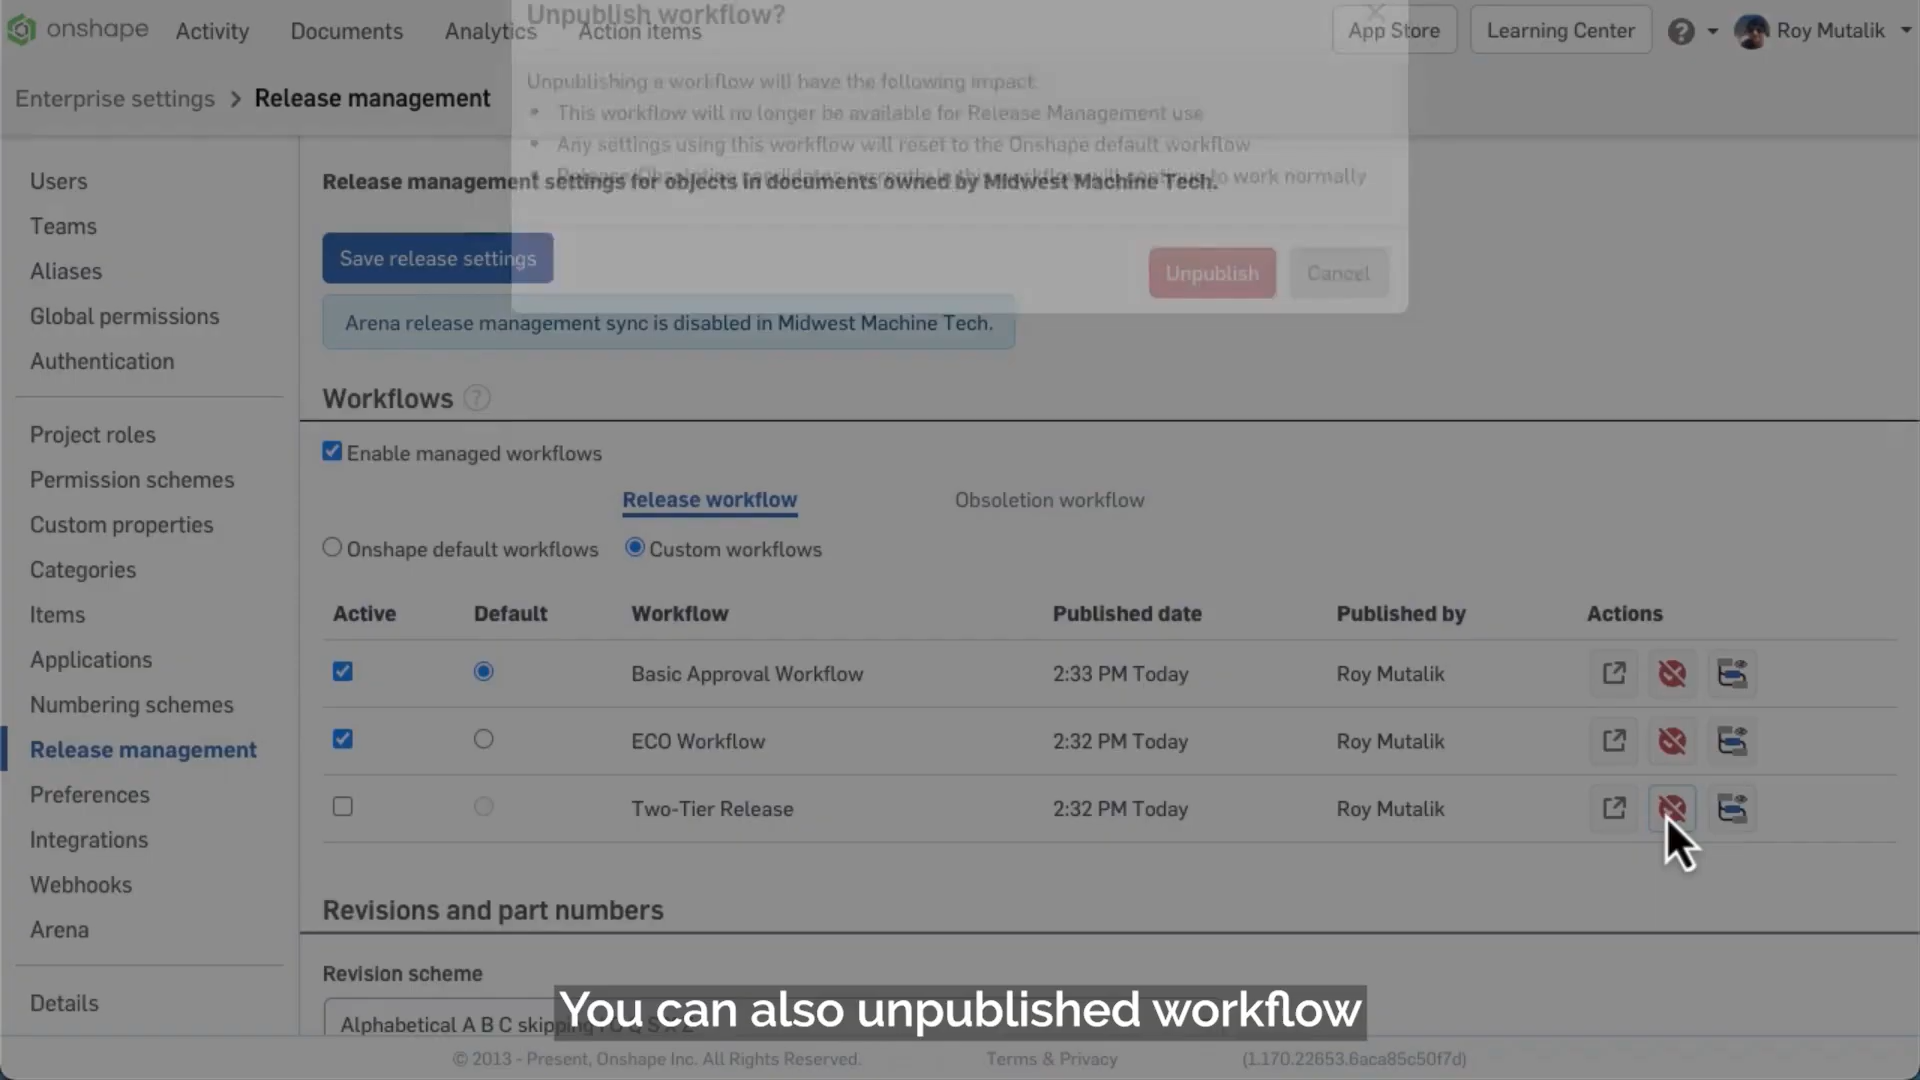 onshape Activity Documents Analytics Action items App Store Learning Center ? Roy Mutalik
Unpublish workflow?
Enterprise settings > Release management
Unpublishing a workflow will have the following impact:
• This workflow will no longer be available for Release Management use
• Any settings using this workflow will reset to the Onshape default workflow
to work normally
Unpublish Cancel
Users
Teams
Aliases
Global permissions
Authentication
Project roles
Permission schemes
Custom properties
Categories
Items
Applications
Numbering schemes
Release management
Preferences
Integrations
Webhooks
Arena
Details
Release management settings for objects in documents owned by Midwest Machine Tech.
Save release settings
Arena release management sync is disabled in Midwest Machine Tech.
Workflows ?
Enable managed workflows
Release workflow Obsoletion workflow
Onshape default workflows Custom workflows
Active Default Workflow Published date Published by Actions
Basic Approval Workflow 2:33 PM Today Roy Mutalik
ECO Workflow 2:32 PM Today Roy Mutalik
Two-Tier Release 2:32 PM Today Roy Mutalik
Revisions and part numbers
Revision scheme
Alphabetical A B C skipping
You can also unpublished workflow
© 2013 - Present, Onshape Inc. All Rights Reserved. Terms & Privacy (1.170.22653.6aca85c50f7d)